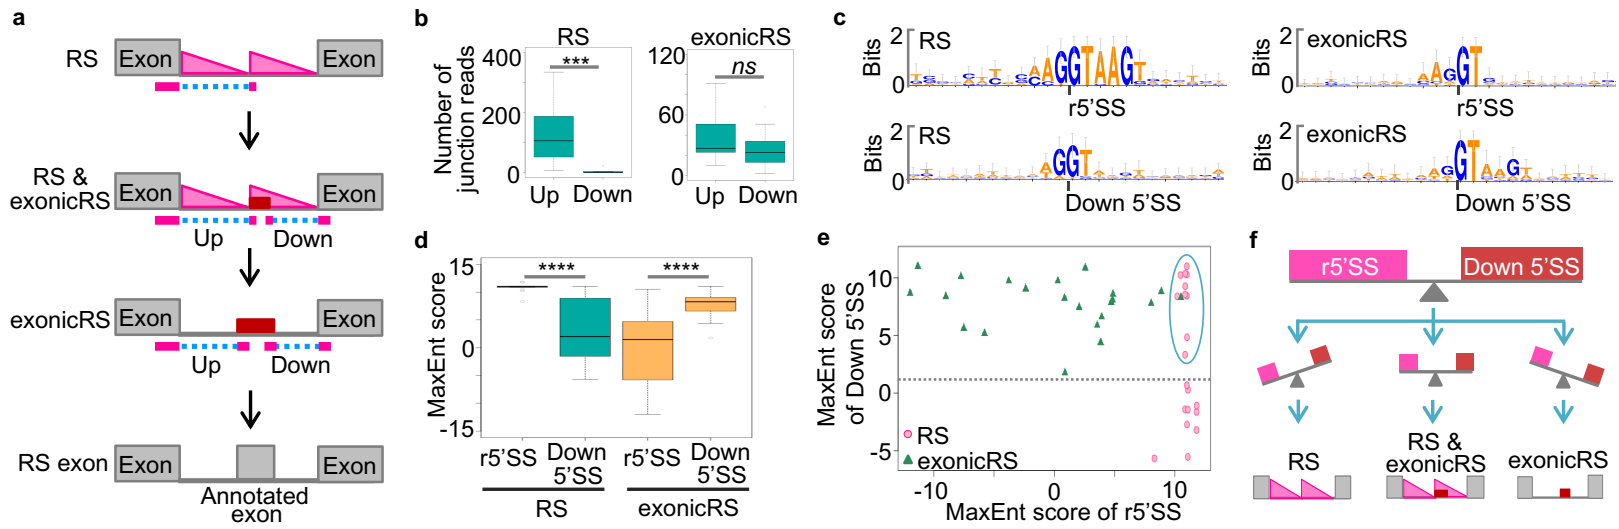 a
RS
Exon
Exon
RS &
exonicRS
Exon
Exon
Up
Down
exonicRS
Exon
Exon
Up
Down
RS exon
Exon
Exon
Annotated
exon
b
RS
exonicRS
Number of
junction reads
400
200
0
***
Up
Down
120
60
0
ns
Up
Down
c
Bits
2
0
RS
AGGTAAGT
r5'SS
Bits
2
0
exonicRS
AGGT
r5'SS
Bits
2
0
RS
AGGT
Down 5'SS
Bits
2
0
exonicRS
AGGTAAGT
Down 5'SS
d
MaxEnt score
15
0
-15
****
****
r5'SS
Down
5'SS
r5'SS
Down
5'SS
RS
exonicRS
e
MaxEnt score
of Down 5'SS
10
5
0
-5
RS
exonicRS
-10
0
10
MaxEnt score of r5'SS
f
r5'SS
Down 5'SS
RS
RS &
exonicRS
exonicRS